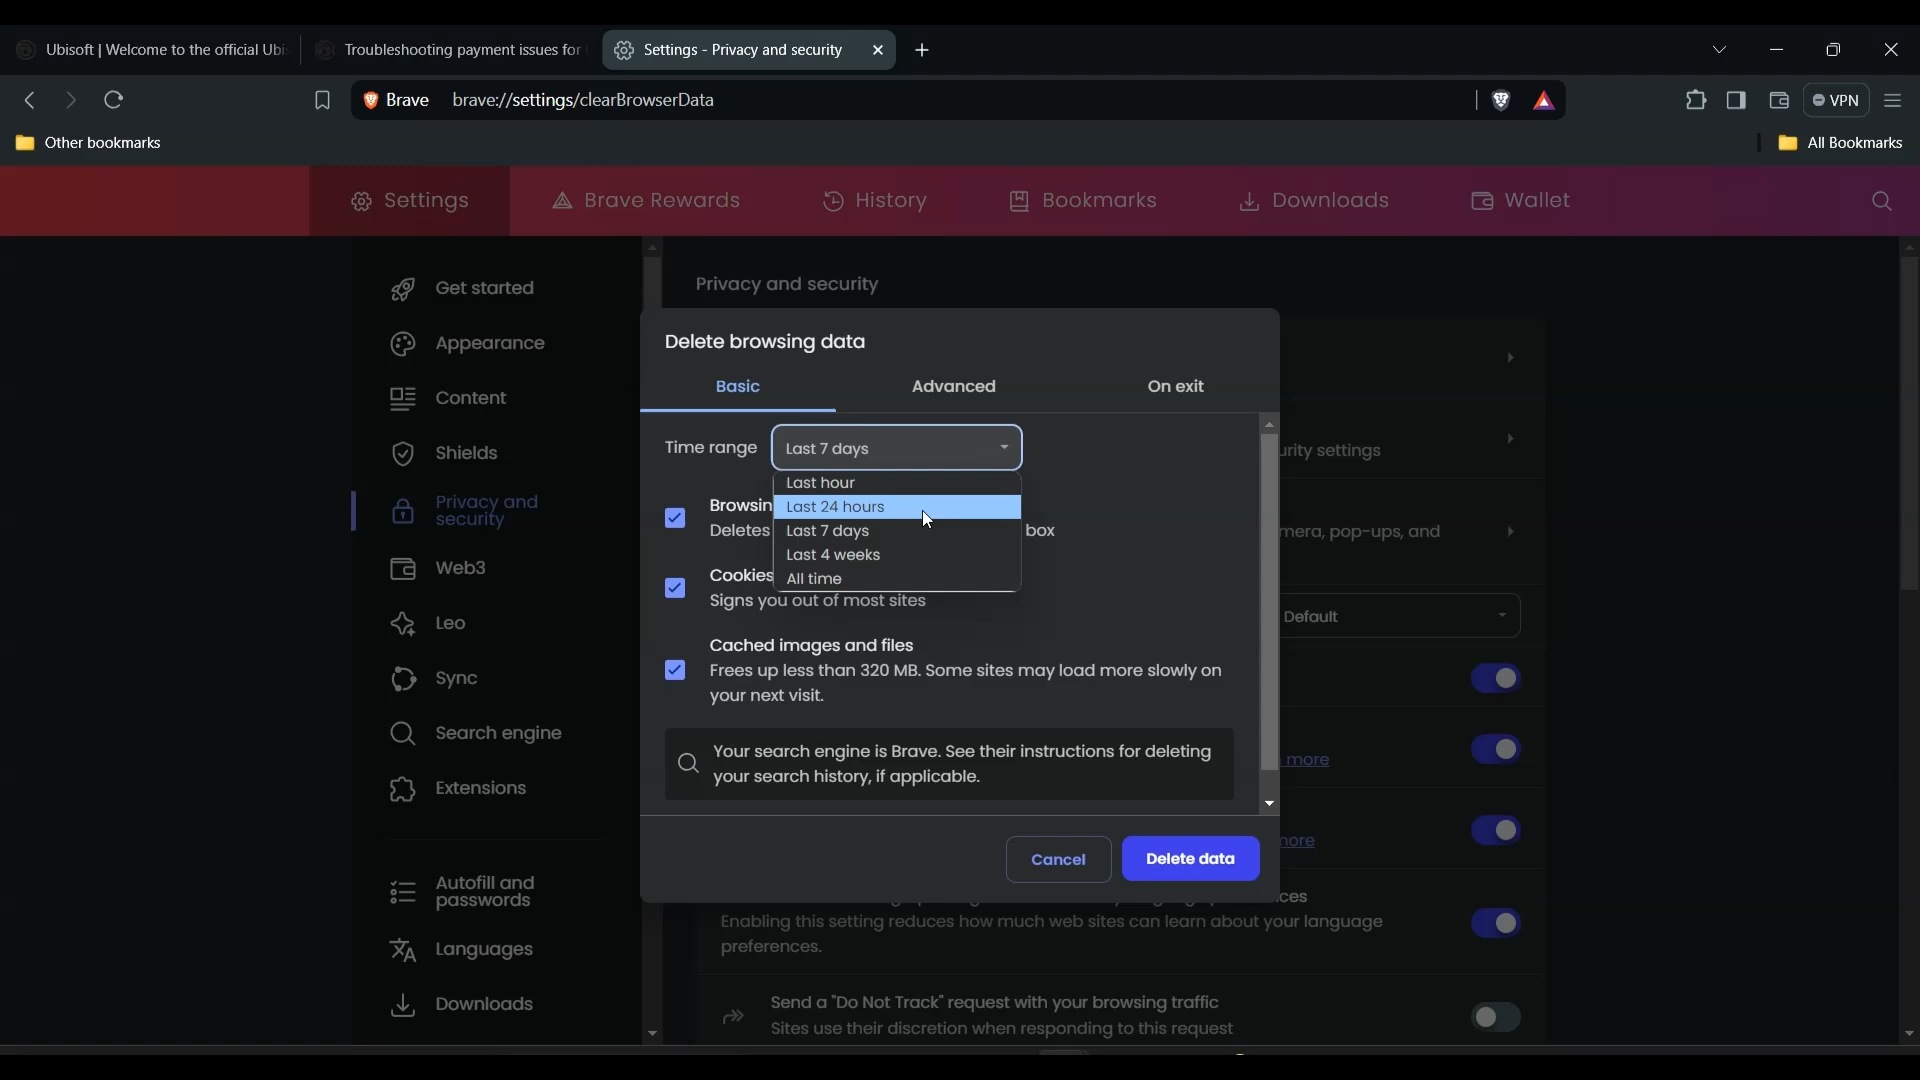 Ubisoft | Welcome to the official Ubi
Troubleshooting payment issues for
Settings - Privacy and security
Brave
brave://settings/clearBrowserData
VPN
Other bookmarks
All Bookmarks
Settings
Brave Rewards
History
Bookmarks
Downloads
Wallet
Get started
Appearance
Content
Shields
Privacy and
security
Web3
Leo
Sync
Search engine
Extensions
Autofill and
passwords
Languages
Downloads
Privacy and security
Delete browsing data
Basic
Advanced
On exit
Time range
Last 7 days
Last hour
Last 24 hours
Last 7 days
Last 4 weeks
All time
Browsin
Deletes
box
Cookies
Signs you out of most sites
Cached images and files
Frees up less than 320 MB. Some sites may load more slowly on
your next visit.
Your search engine is Brave. See their instructions for deleting
your search history, if applicable.
Cancel
Delete data
urity settings
mera, pop-ups, and
Default
more
more
ces
Enabling this setting reduces how much web sites can learn about your language
preferences.
Send a "Do Not Track" request with your browsing traffic
Sites use their discretion when responding to this request